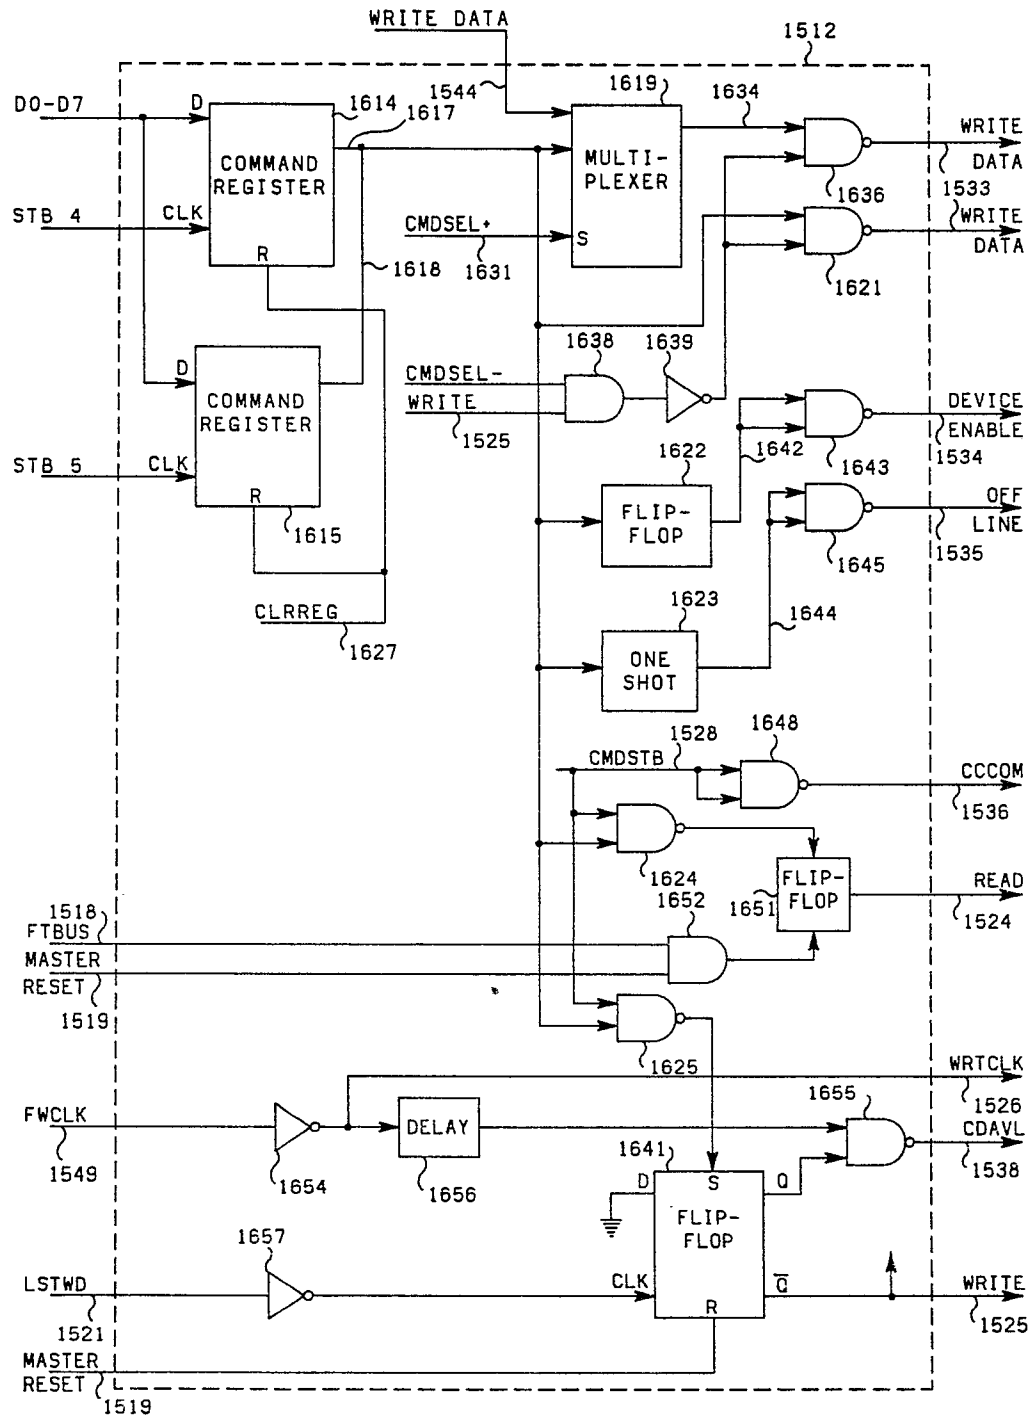 WRITE DATA
1512
1544
1619
1634
DO-D7
D
1614
1617
COMMAND
REGISTER
MULTI-
PLEXER
WRITE
DATA
1636
1533
STB 4
CLK
CMDSEL+
S
WRITE
DATA
R
1618
1631
1621
1638
1639
D
CMDSEL-
COMMAND
REGISTER
WRITE
1525
DEVICE
ENABLE
1642
1643
1534
STB 5
CLK
1622
R
FLIP-
FLOP
OFF
LINE
1615
1645
1535
1623
CLRREG
1627
1644
ONE
SHOT
1528
1648
CMDSTB
CCCOM
1536
1624
FLIP-
FLOP
1651
READ
1524
1652
1518
FTBUS
MASTER
RESET
1519
1625
WRTCLK
1526
1655
FWCLK
DELAY
CDAVL
1549
1654
1656
1641
1538
D
S
Q
FLIP-
FLOP
1657
LSTWD
CLK
Q̅
WRITE
1521
R
1525
MASTER
RESET
1519